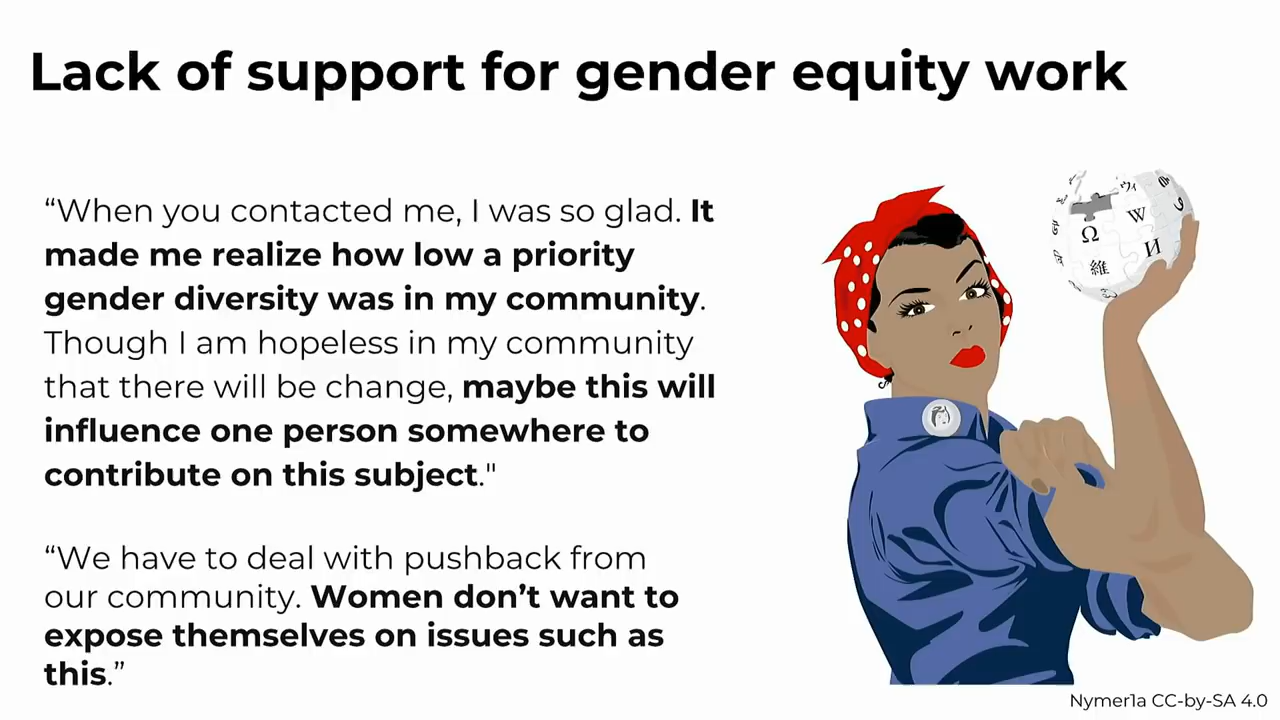 Lack of support for gender equity work
“When you contacted me, I was so glad. It
made me realize how low a priority
gender diversity was in my community.
Though I am hopeless in my community
that there will be change, maybe this will
influence one person somewhere to
contribute on this subject."
“We have to deal with pushback from
our community. Women don’t want to
expose themselves on issues such as
this.”
Ω W И 維
Nymer1a CC-by-SA 4.0